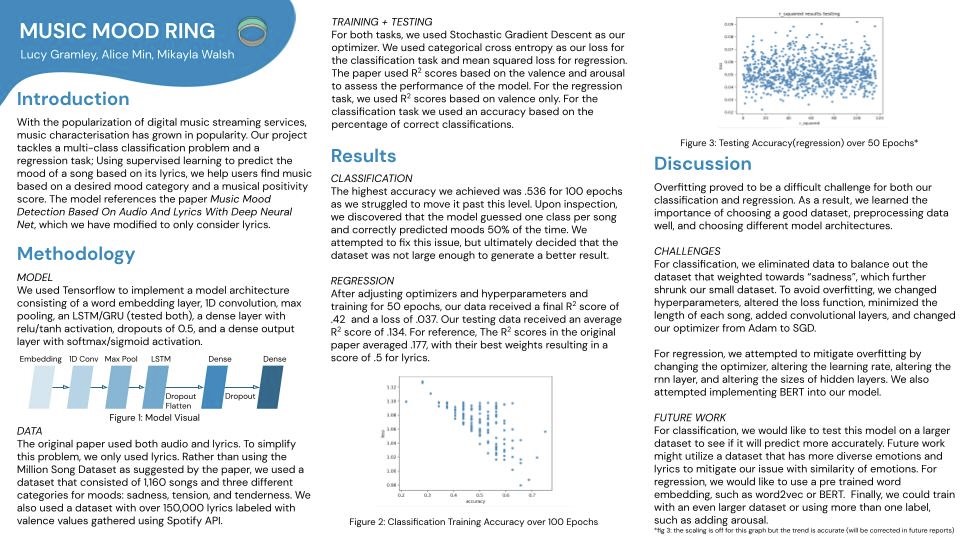 MUSIC MOOD RING
Lucy Gramley, Alice Min, Mikayla Walsh
Introduction
With the popularization of digital music streaming services,
music characterisation has grown in popularity. Our project
tackles a multi-class classification problem and a
regression task; Using supervised learning to predict the
mood of a song based on its lyrics, we help users find music
based on a desired mood category and a musical positivity
score. The model references the paper Music Mood
Detection Based On Audio And Lyrics With Deep Neural
Net, which we have modified to only consider lyrics.
Methodology
MODEL
We used Tensorflow to implement a model architecture
consisting of a word embedding layer, 1D convolution, max
pooling, an LSTM/GRU (tested both), a dense layer with
relu/tanh activation, dropouts of 0.5, and a dense output
layer with softmax/sigmoid activation.
Embedding 1D Conv Max Pool LSTM Dense Dense
Dropout Dropout
Flatten
Figure 1: Model Visual
DATA
The original paper used both audio and lyrics. To simplify
this problem, we only used lyrics. Rather than using the
Million Song Dataset as suggested by the paper, we used a
dataset that consisted of 1,160 songs and three different
categories for moods: sadness, tension, and tenderness. We
also used a dataset with over 150,000 lyrics labeled with
valence values gathered using Spotify API.
TRAINING + TESTING
For both tasks, we used Stochastic Gradient Descent as our
optimizer. We used categorical cross entropy as our loss for
the classification task and mean squared loss for regression.
The paper used R² scores based on the valence and arousal
to assess the performance of the model. For the regression
task, we used R² scores based on valence only. For the
classification task we used an accuracy based on the
percentage of correct classifications.
Results
CLASSIFICATION
The highest accuracy we achieved was .536 for 100 epochs
as we struggled to move it past this level. Upon inspection,
we discovered that the model guessed one class per song
and correctly predicted moods 50% of the time. We
attempted to fix this issue, but ultimately decided that the
dataset was not large enough to generate a better result.
REGRESSION
After adjusting optimizers and hyperparameters and
training for 50 epochs, our data received a final R² score of
.42 and a loss of .037. Our testing data received an average
R² score of .134. For reference, The R² scores in the original
paper averaged .177, with their best weights resulting in a
score of .5 for lyrics.
1.12
1.10
1.08
1.06
1.04
1.02
1.00
0.98
loss
0.2 0.3 0.4 0.5 0.6 0.7
accuracy
Figure 2: Classification Training Accuracy over 100 Epochs
r_squared results testing
0.09
0.08
0.07
0.06
0.05
0.04
0.03
0.02
loss
0 20 40 60 80 100 120
r_squared
Figure 3: Testing Accuracy(regression) over 50 Epochs*
Discussion
Overfitting proved to be a difficult challenge for both our
classification and regression. As a result, we learned the
importance of choosing a good dataset, preprocessing data
well, and choosing different model architectures.
CHALLENGES
For classification, we eliminated data to balance out the
dataset that weighted towards “sadness”, which further
shrunk our small dataset. To avoid overfitting, we changed
hyperparameters, altered the loss function, minimized the
length of each song, added convolutional layers, and changed
our optimizer from Adam to SGD.
For regression, we attempted to mitigate overfitting by
changing the optimizer, altering the learning rate, altering the
rnn layer, and altering the sizes of hidden layers. We also
attempted implementing BERT into our model.
FUTURE WORK
For classification, we would like to test this model on a larger
dataset to see if it will predict more accurately. Future work
might utilize a dataset that has more diverse emotions and
lyrics to mitigate our issue with similarity of emotions. For
regression, we would like to use a pre trained word
embedding, such as word2vec or BERT. Finally, we could train
with an even larger dataset or using more than one label,
such as adding arousal.
*fig 3: the scaling is off for this graph but the trend is accurate (will be corrected in future reports)